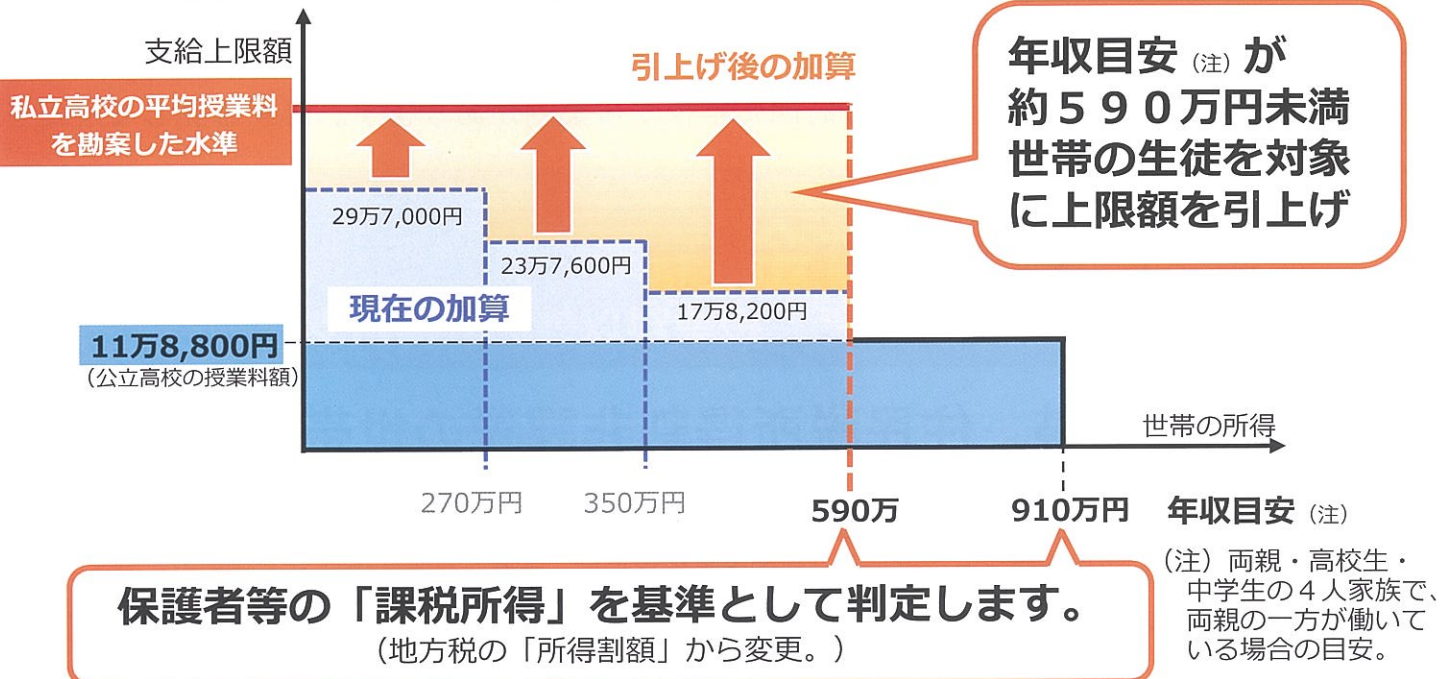 支給上限額
私立高校の平均授業料
を勘案した水準
引上げ後の加算
年収目安（注）が
約５９０万円未満
世帯の生徒を対象
に上限額を引上げ
29万7,000円
23万7,600円
17万8,200円
現在の加算
11万8,800円
（公立高校の授業料額）
世帯の所得
270万円
350万円
590万
910万円
年収目安（注）
（注）両親・高校生・
中学生の４人家族で、
両親の一方が働いて
いる場合の目安。
保護者等の「課税所得」を基準として判定します。
（地方税の「所得割額」から変更。）